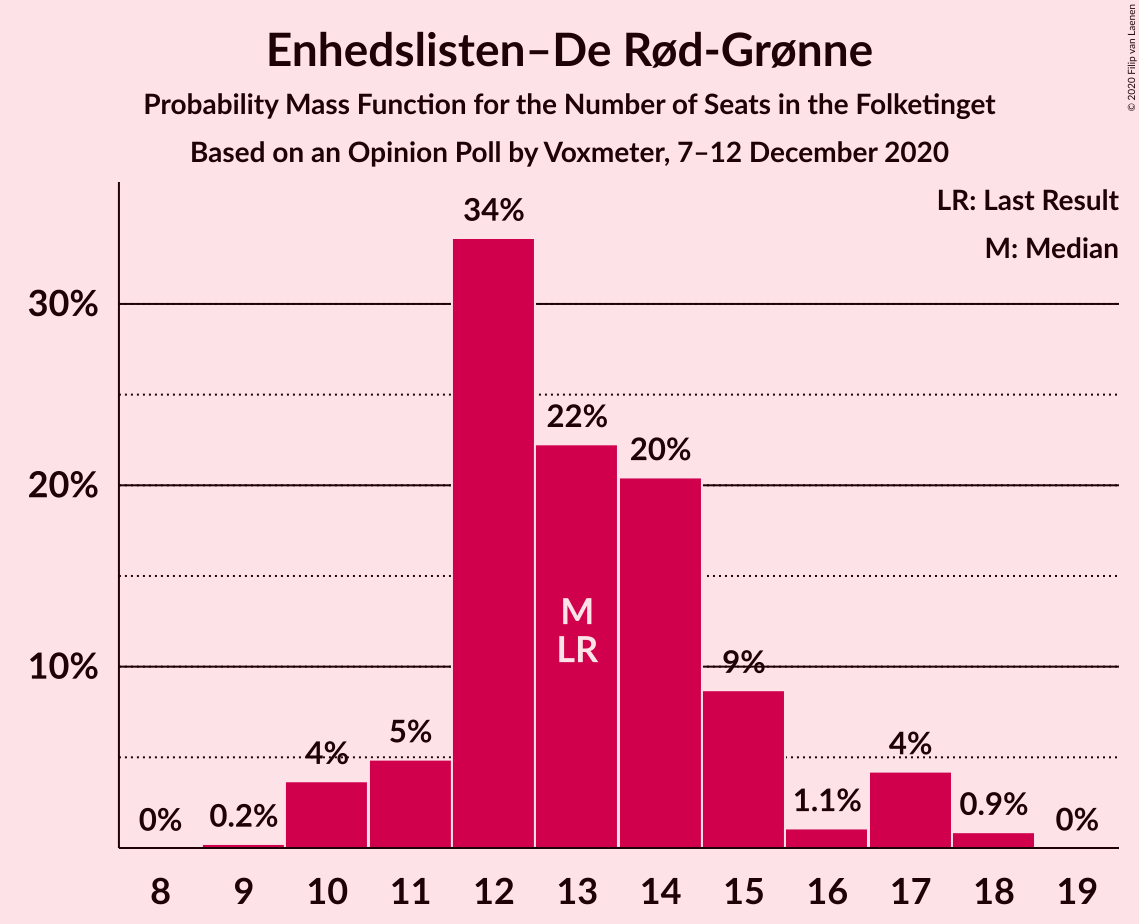 Enhedslisten–De Rød-Grønne
Probability Mass Function for the Number of Seats in the Folketinget
Based on an Opinion Poll by Voxmeter, 7–12 December 2020
© 2020 Filip van Laenen
LR: Last Result
M: Median
34%
30%
22%
20%
20%
M
LR
10%
9%
5%
4%
4%
0%
0.2%
1.1%
0.9%
0%
8 9 10 11 12 13 14 15 16 17 18 19